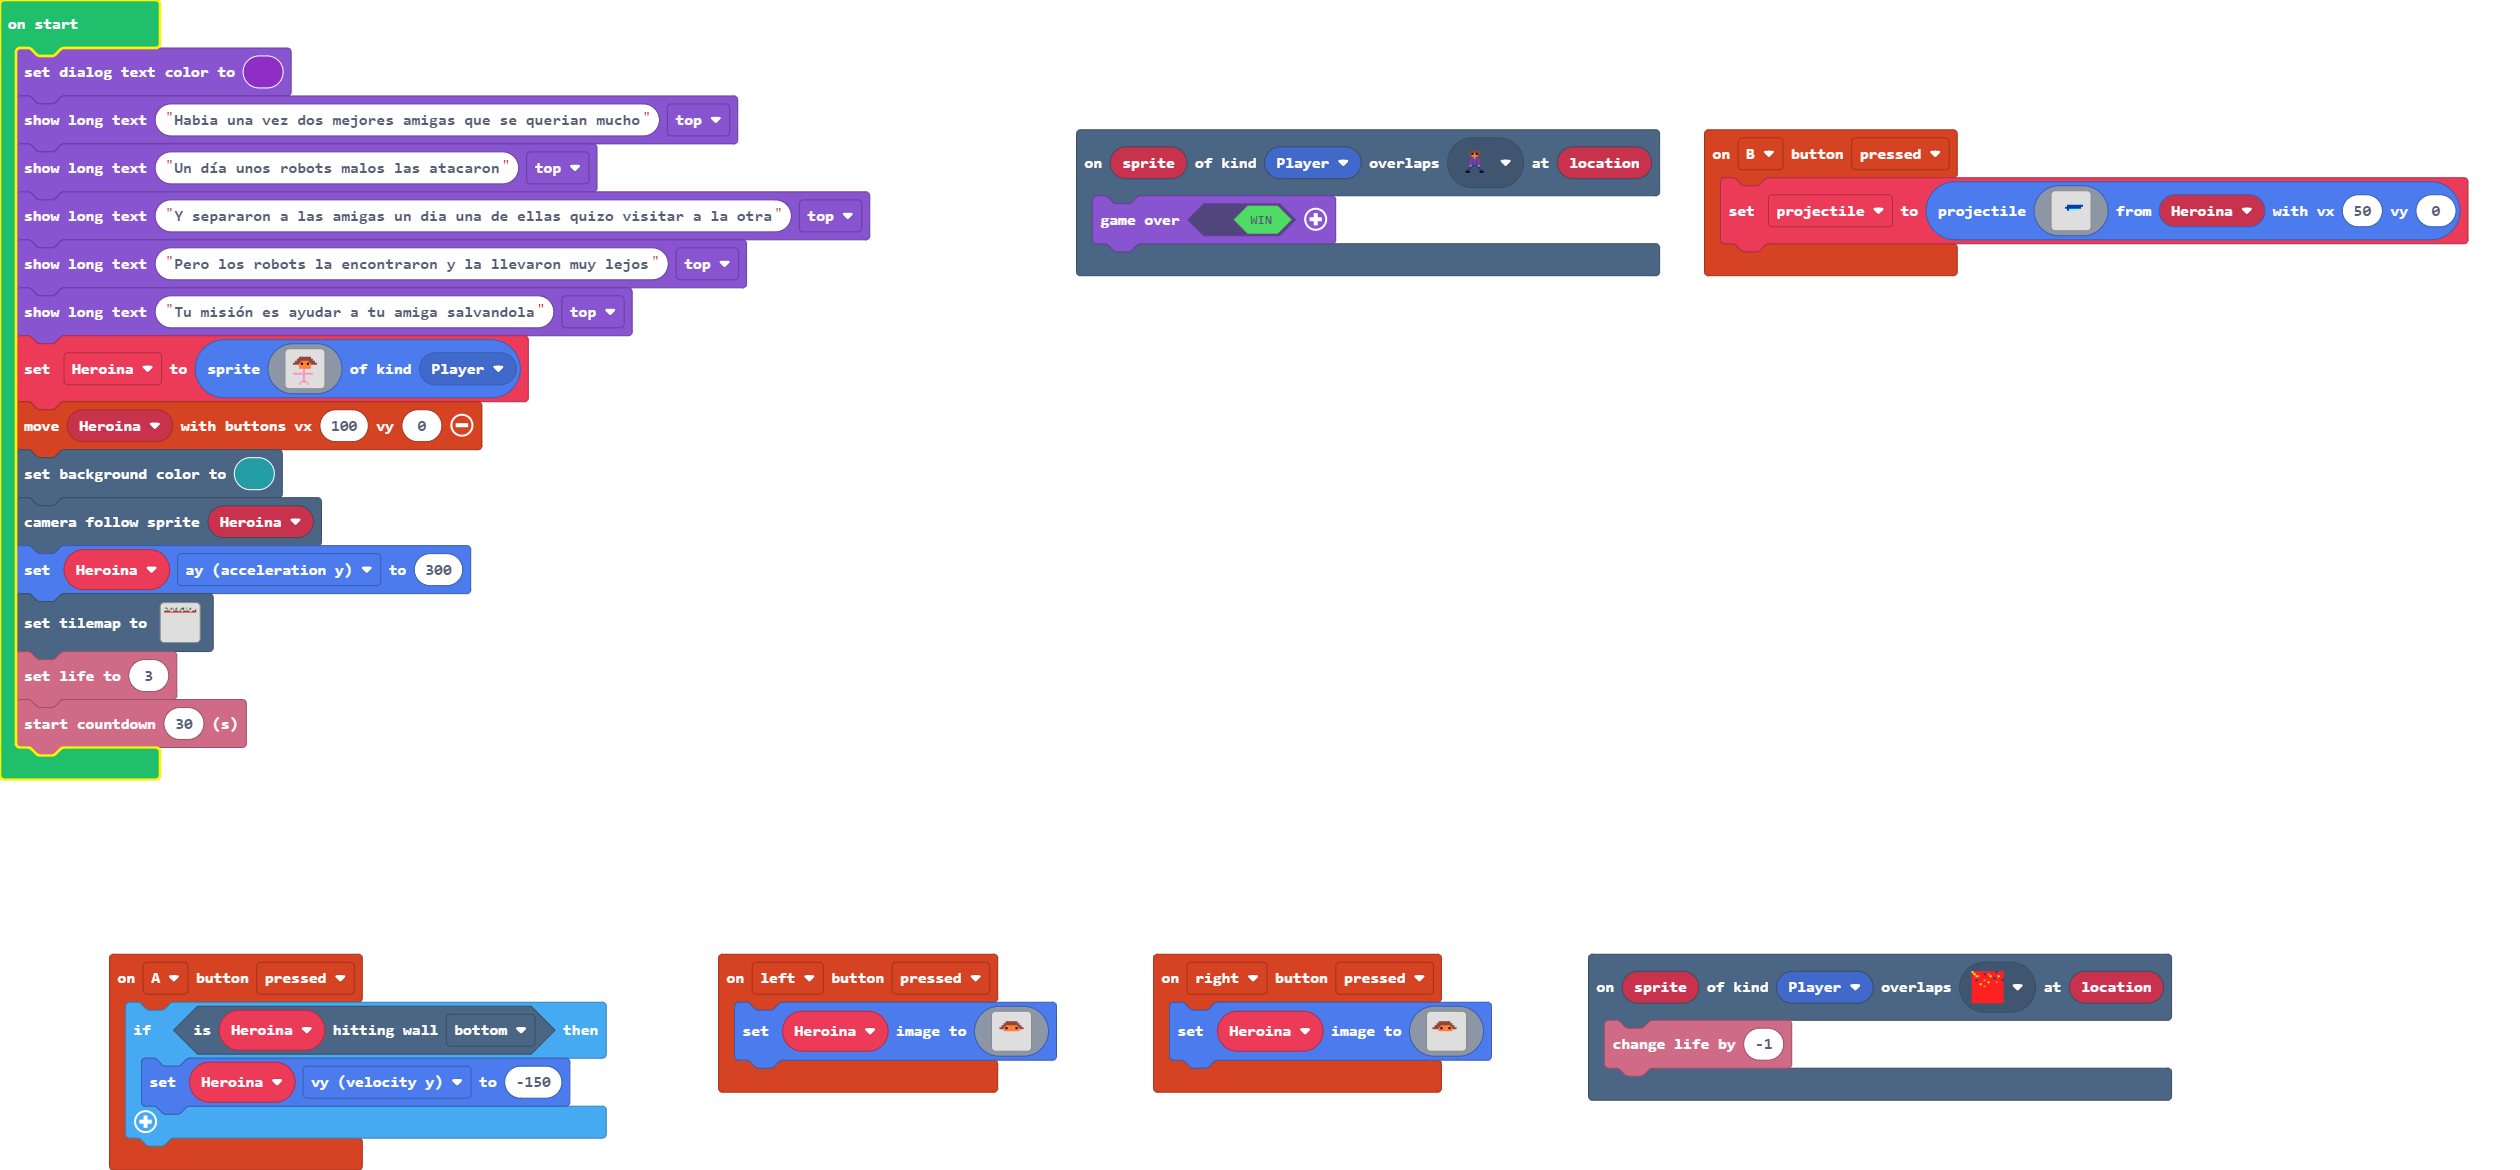 on start
set dialog text color to
show long text "Habia una vez dos mejores amigas que se querian mucho" top
show long text "Un día unos robots malos las atacaron" top
show long text "Y separaron a las amigas un dia una de ellas quizo visitar a la otra" top
show long text "Pero los robots la encontraron y la llevaron muy lejos" top
show long text "Tu misión es ayudar a tu amiga salvandola" top
set Heroina to sprite of kind Player
move Heroina with buttons vx 100 vy 0
set background color to
camera follow sprite Heroina
set Heroina ay (acceleration y) to 300
set tilemap to
set life to 3
start countdown 30 (s)
on sprite of kind Player overlaps at location
game over WIN
on B button pressed
set projectile to projectile from Heroina with vx 50 vy 0
on A button pressed
if is Heroina hitting wall bottom then
set Heroina vy (velocity y) to -150
on left button pressed
set Heroina image to
on right button pressed
set Heroina image to
on sprite of kind Player overlaps at location
change life by -1